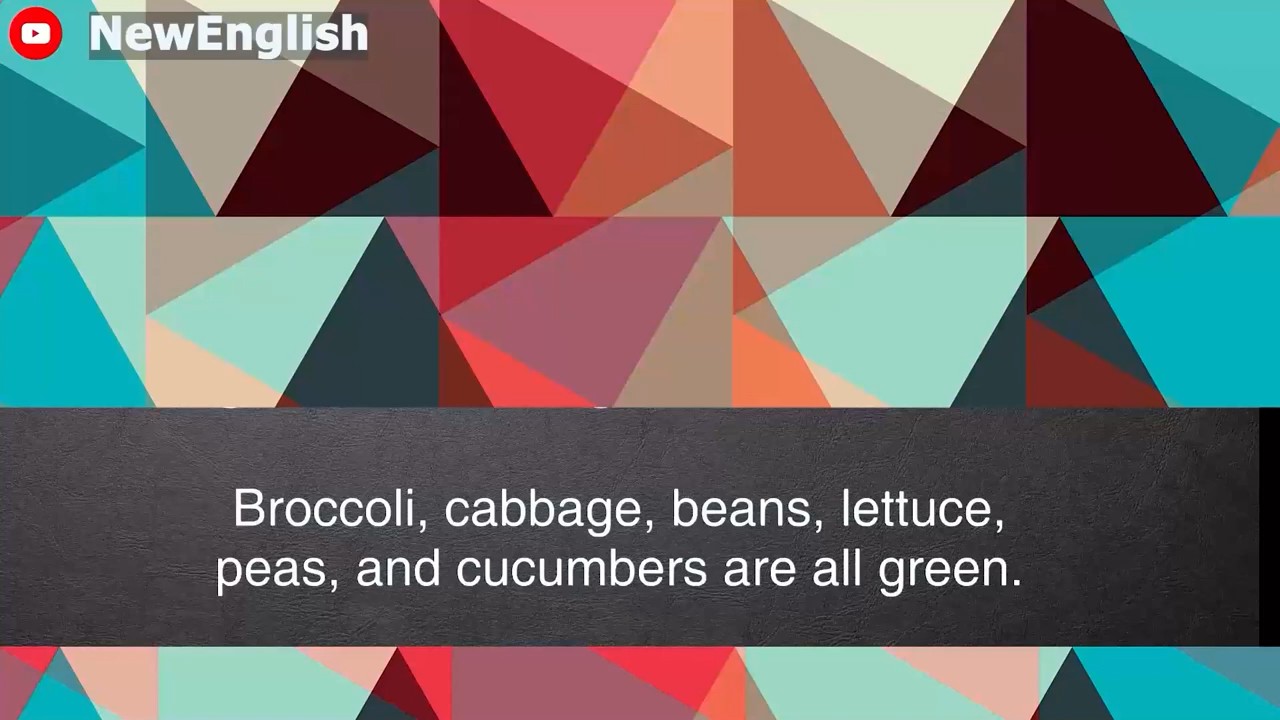 NewEnglish
Broccoli, cabbage, beans, lettuce,
peas, and cucumbers are all green.